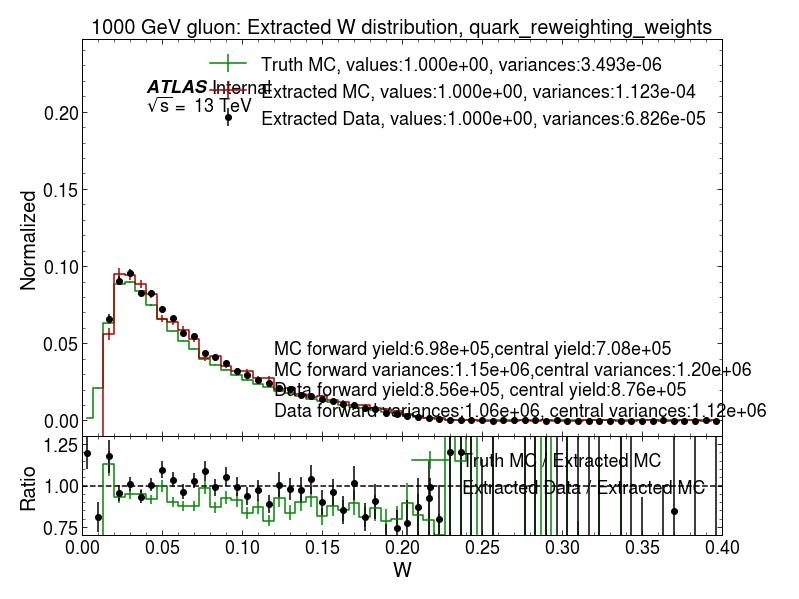 1000 GeV gluon: Extracted W distribution, quark_reweighting_weights
Truth MC, values:1.000e+00, variances:3.493e-06
ATLAS Internal
Extracted MC, values:1.000e+00, variances:1.123e-04
√s = 13 TeV
Extracted Data, values:1.000e+00, variances:6.826e-05
Normalized
0.20
0.15
0.10
0.05
0.00
MC forward yield:6.98e+05,central yield:7.08e+05
MC forward variances:1.15e+06,central variances:1.20e+06
Data forward yield:8.56e+05, central yield:8.76e+05
Data forward variances:1.06e+06, central variances:1.12e+06
Ratio
1.25
1.00
0.75
Truth MC / Extracted MC
Extracted Data / Extracted MC
0.00 0.05 0.10 0.15 0.20 0.25 0.30 0.35 0.40
W